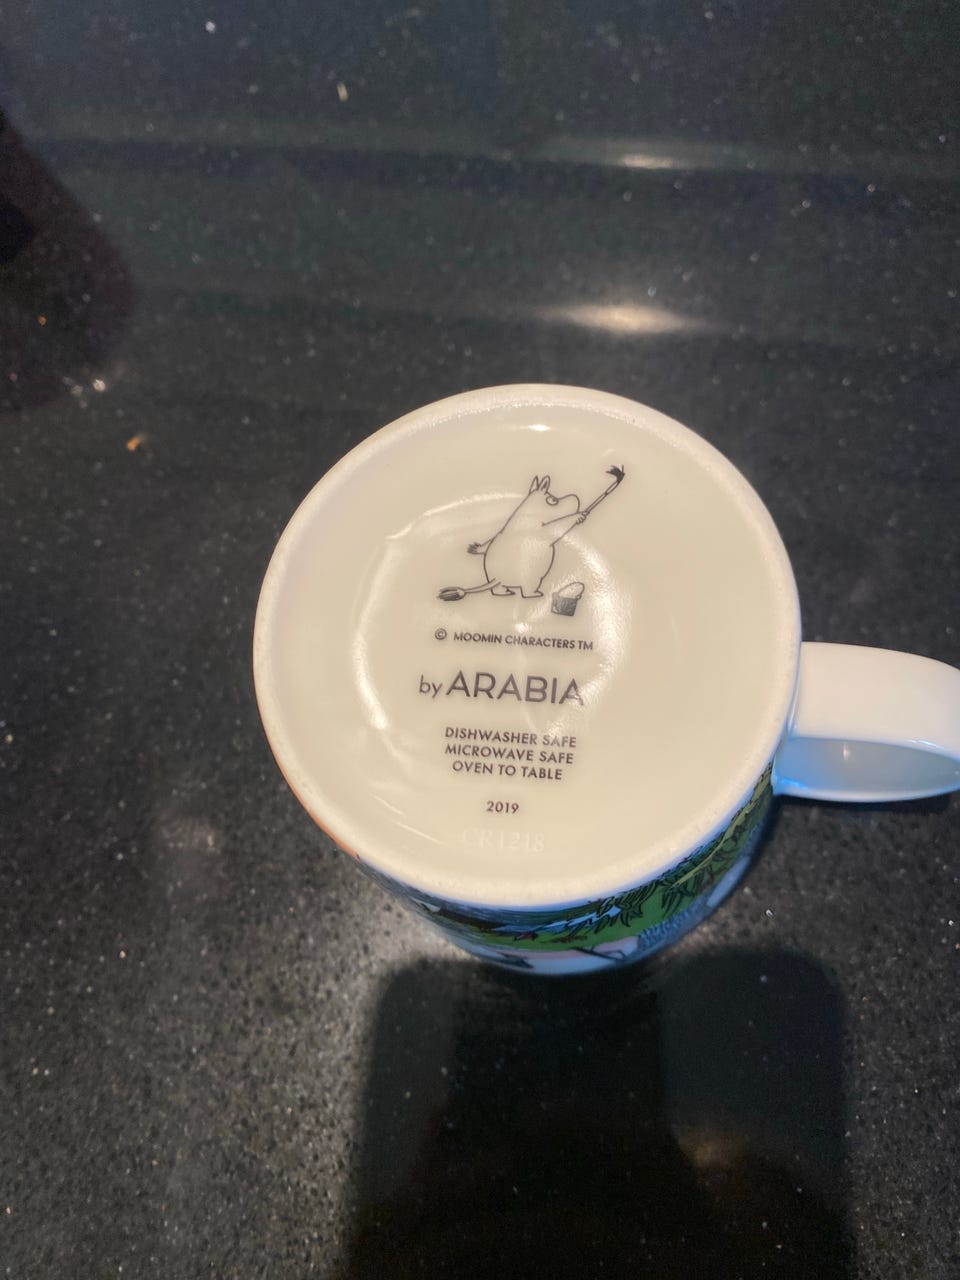 © MOOMIN CHARACTERS TM
by ARABIA
DISHWASHER SAFE
MICROWAVE SAFE
OVEN TO TABLE
2019
CR1218